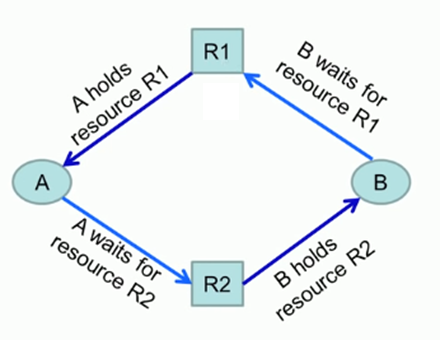 R1
A holds
resource R1
B waits for
resource R1
A
B
A waits for
resource R2
R2
B holds
resource R2